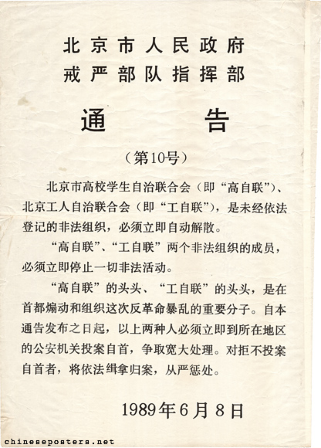 北京市人民政府
戒严部队指挥部
通 告
（第10号）
北京市高校学生自治联合会（即“高自联”）、
北京工人自治联合会（即“工自联”），是未经依法
登记的非法组织，必须立即自动解散。
“高自联”、“工自联”两个非法组织的成员，
必须立即停止一切非法活动。
“高自联”的头头、“工自联”的头头，是在
首都煽动和组织这次反革命暴乱的重要分子。自本
通告发布之日起，以上两种人必须立即到所在地区
的公安机关投案自首，争取宽大处理。对拒不投案
自首者，将依法缉拿归案，从严惩处。
1989年6月8日
chineseposters.net